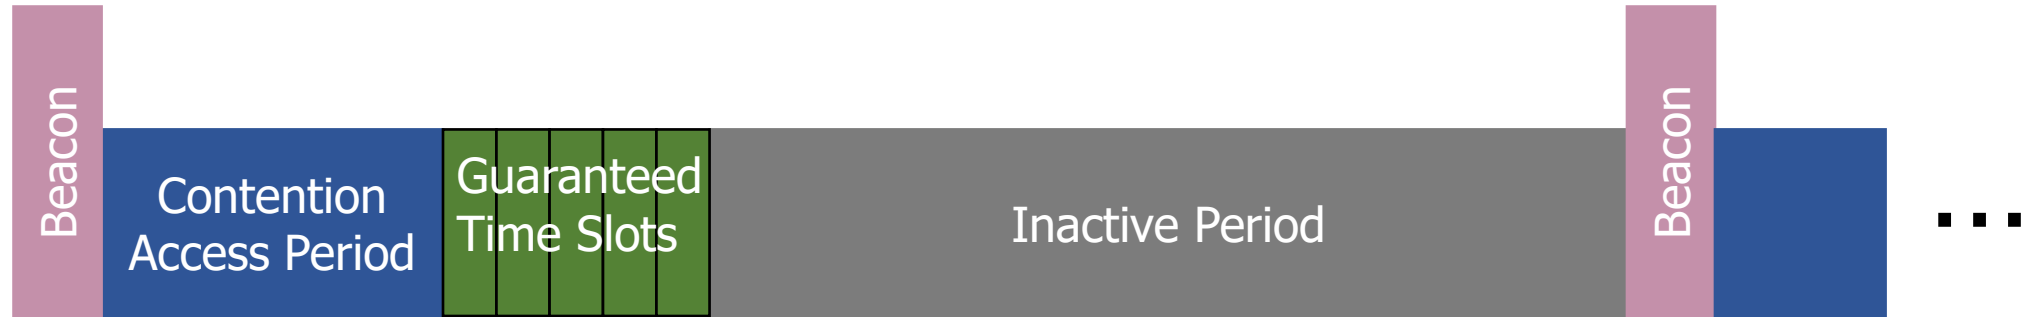 Beacon
Contention
Access Period
Guaranteed
Time Slots
Inactive Period
Beacon
...